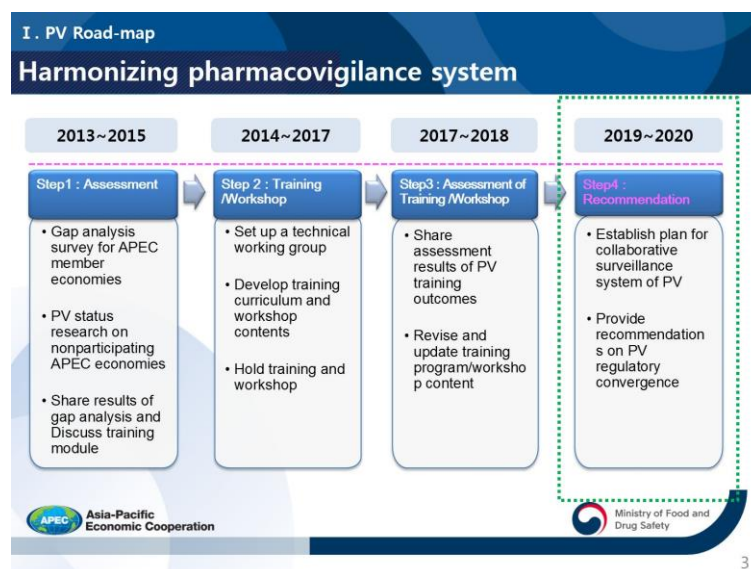 I. PV Road-map
Harmonizing pharmacovigilance system
2013~2015
2014~2017
2017~2018
2019~2020
Step1 : Assessment
• Gap analysis
survey for APEC
member
economies
• PV status
research on
nonparticipating
APEC economies
• Share results of
gap analysis and
Discuss training
module
Step 2 : Training
/Workshop
• Set up a technical
working group
• Develop training
curriculum and
workshop
contents
• Hold training and
workshop
Step3 : Assessment of
Training /Workshop
• Share
assessment
results of PV
training
outcomes
• Revise and
update training
program/worksho
p content
Step4 :
Recommendation
• Establish plan for
collaborative
surveillance
system of PV
• Provide
recommendation
s on PV
regulatory
convergence
APEC
Asia-Pacific
Economic Cooperation
Ministry of Food and
Drug Safety
3